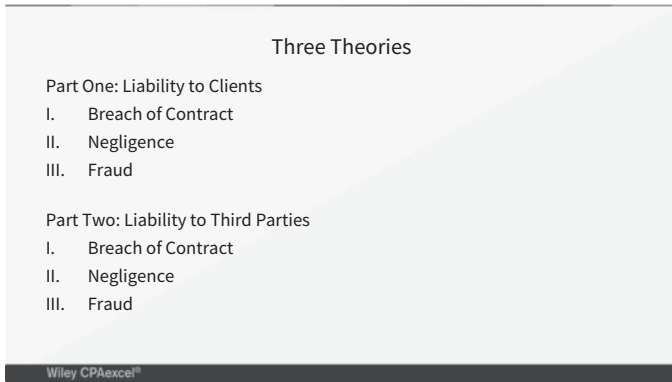 Three Theories
Part One: Liability to Clients
I. Breach of Contract
II. Negligence
III. Fraud
Part Two: Liability to Third Parties
I. Breach of Contract
II. Negligence
III. Fraud
Wiley CPAexcel®